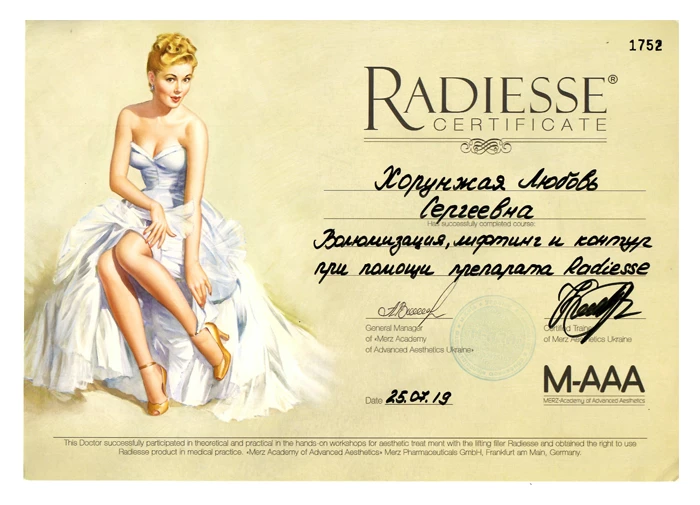 1752
RADIESSE®
CERTIFICATE
Хорунжая Любовь
Сергеевна
Has successfully completed course:
Волюмизация, лифтинг и контур
при помощи препарата Radiesse
General Manager
of «Merz Academy
of Advanced Aesthetics Ukraine»
Certified Trainer
of Merz Aesthetics Ukraine
M-AAA
MERZ-Academy of Advanced Aesthetics
Date 25.07.19
This Doctor successfully participated in theoretical and practical in the hands-on workshops for aesthetic treat ment with the lifting filler Radiesse and obtained the right to use
Radiesse product in medical practice. «Merz Academy of Advanced Aesthetics» Merz Pharmaceuticals GmbH, Frankfurt am Main, Germany.